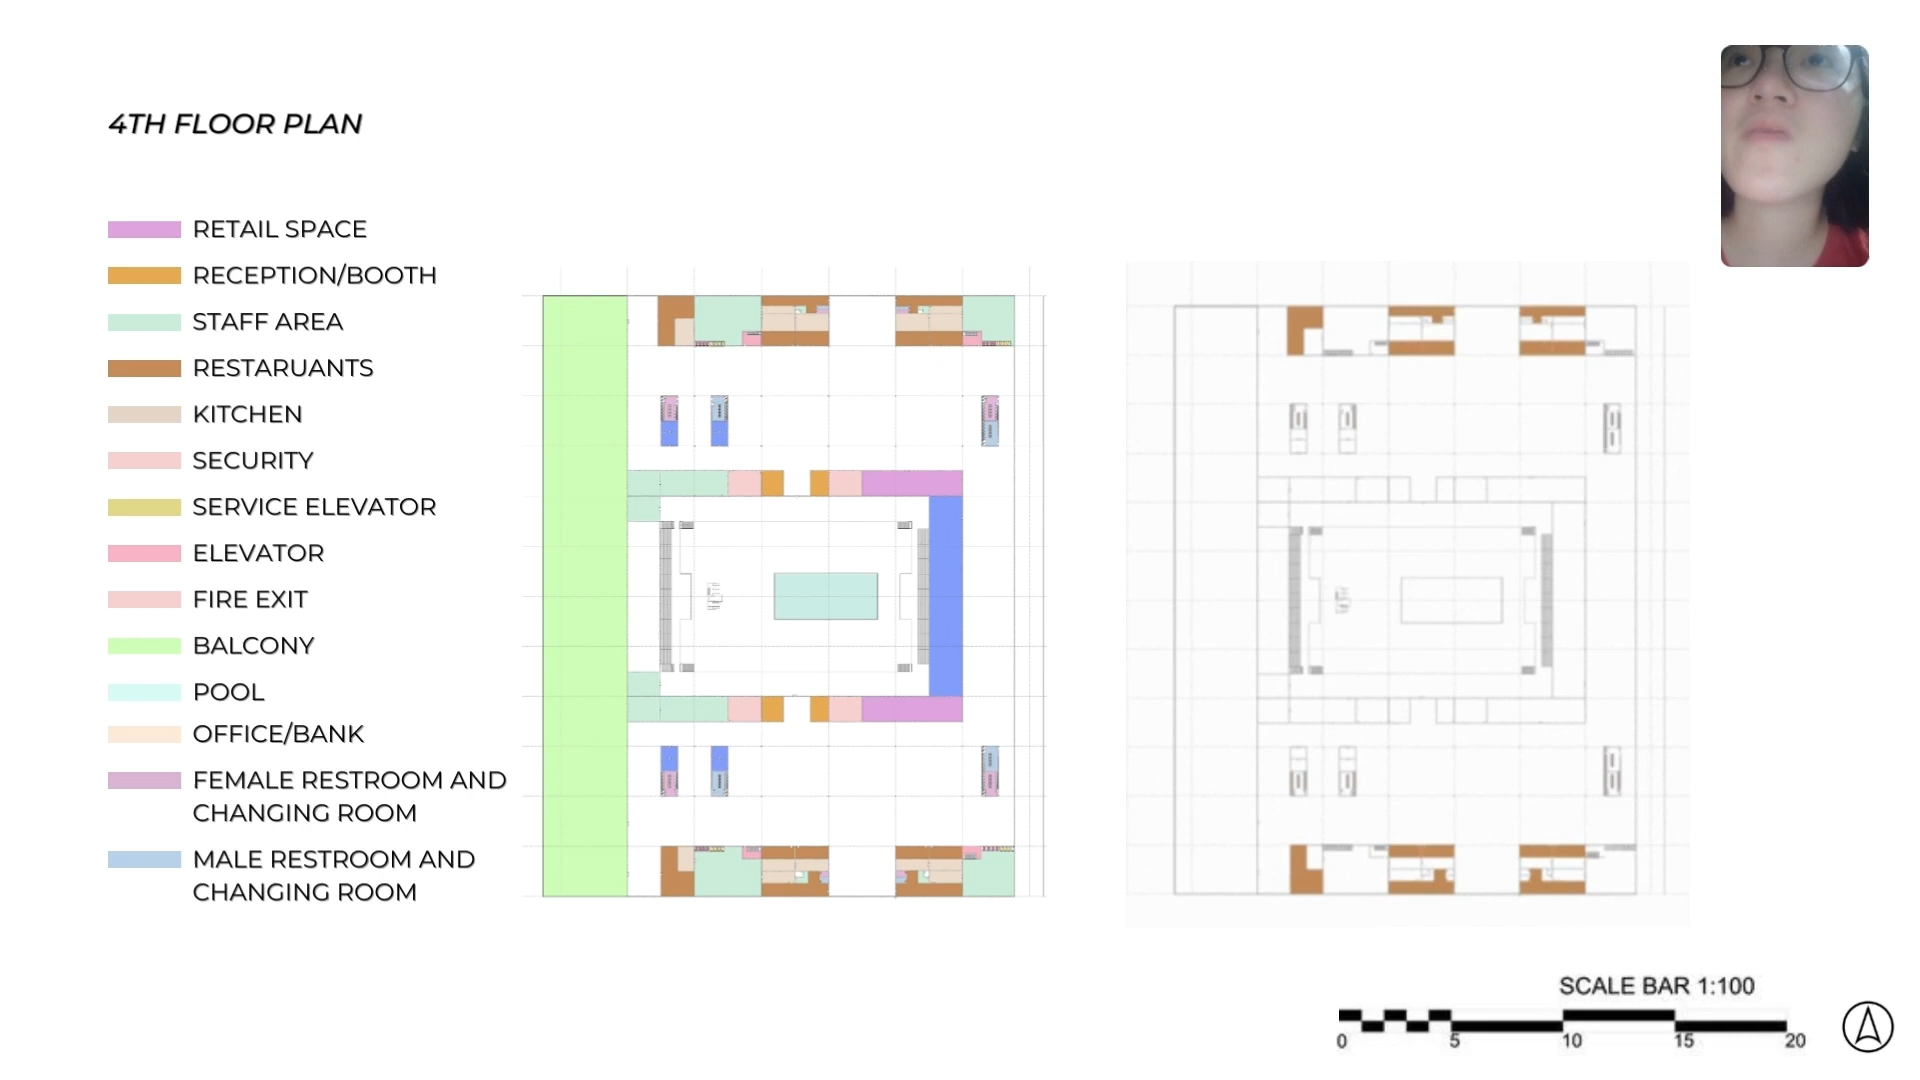 4TH FLOOR PLAN
RETAIL SPACE
RECEPTION/BOOTH
STAFF AREA
RESTARUANTS
KITCHEN
SECURITY
SERVICE ELEVATOR
ELEVATOR
FIRE EXIT
BALCONY
POOL
OFFICE/BANK
FEMALE RESTROOM AND
CHANGING ROOM
MALE RESTROOM AND
CHANGING ROOM
SCALE BAR 1:100
0 5 10 15 20